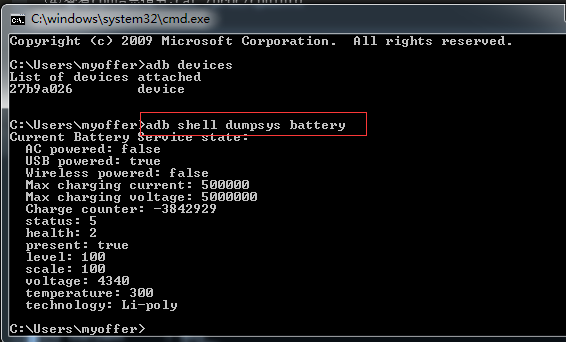 C:\windows\system32\cmd.exe
Copyright (c) 2009 Microsoft Corporation.  All rights reserved.
C:\Users\myoffer>adb devices
List of devices attached
27b9a026        device
C:\Users\myoffer>adb shell dumpsys battery
Current Battery Service state:
  AC powered: false
  USB powered: true
  Wireless powered: false
  Max charging current: 500000
  Max charging voltage: 5000000
  Charge counter: -3842929
  status: 5
  health: 2
  present: true
  level: 100
  scale: 100
  voltage: 4340
  temperature: 300
  technology: Li-poly
C:\Users\myoffer>